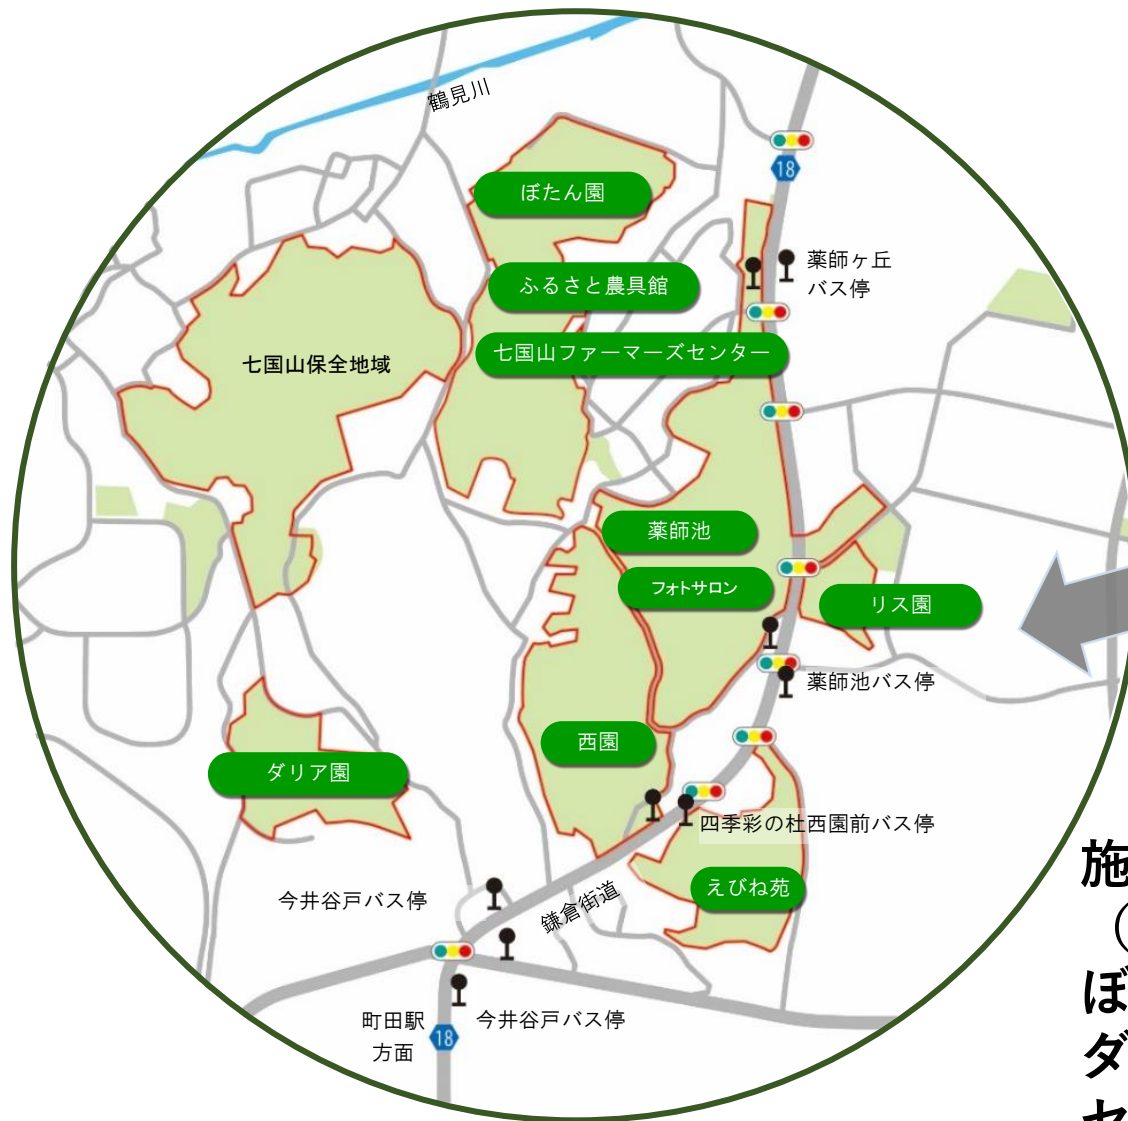 鶴見川
18
ぼたん園
薬師ヶ丘
バス停
ふるさと農具館
七国山ファーマーズセンター
七国山保全地域
薬師池
フォトサロン
リス園
薬師池バス停
西園
ダリア園
四季彩の杜西園前バス停
えびね苑
今井谷戸バス停
鎌倉街道
今井谷戸バス停
町田駅
方面
18
施
（
ぼ
ダ
セ